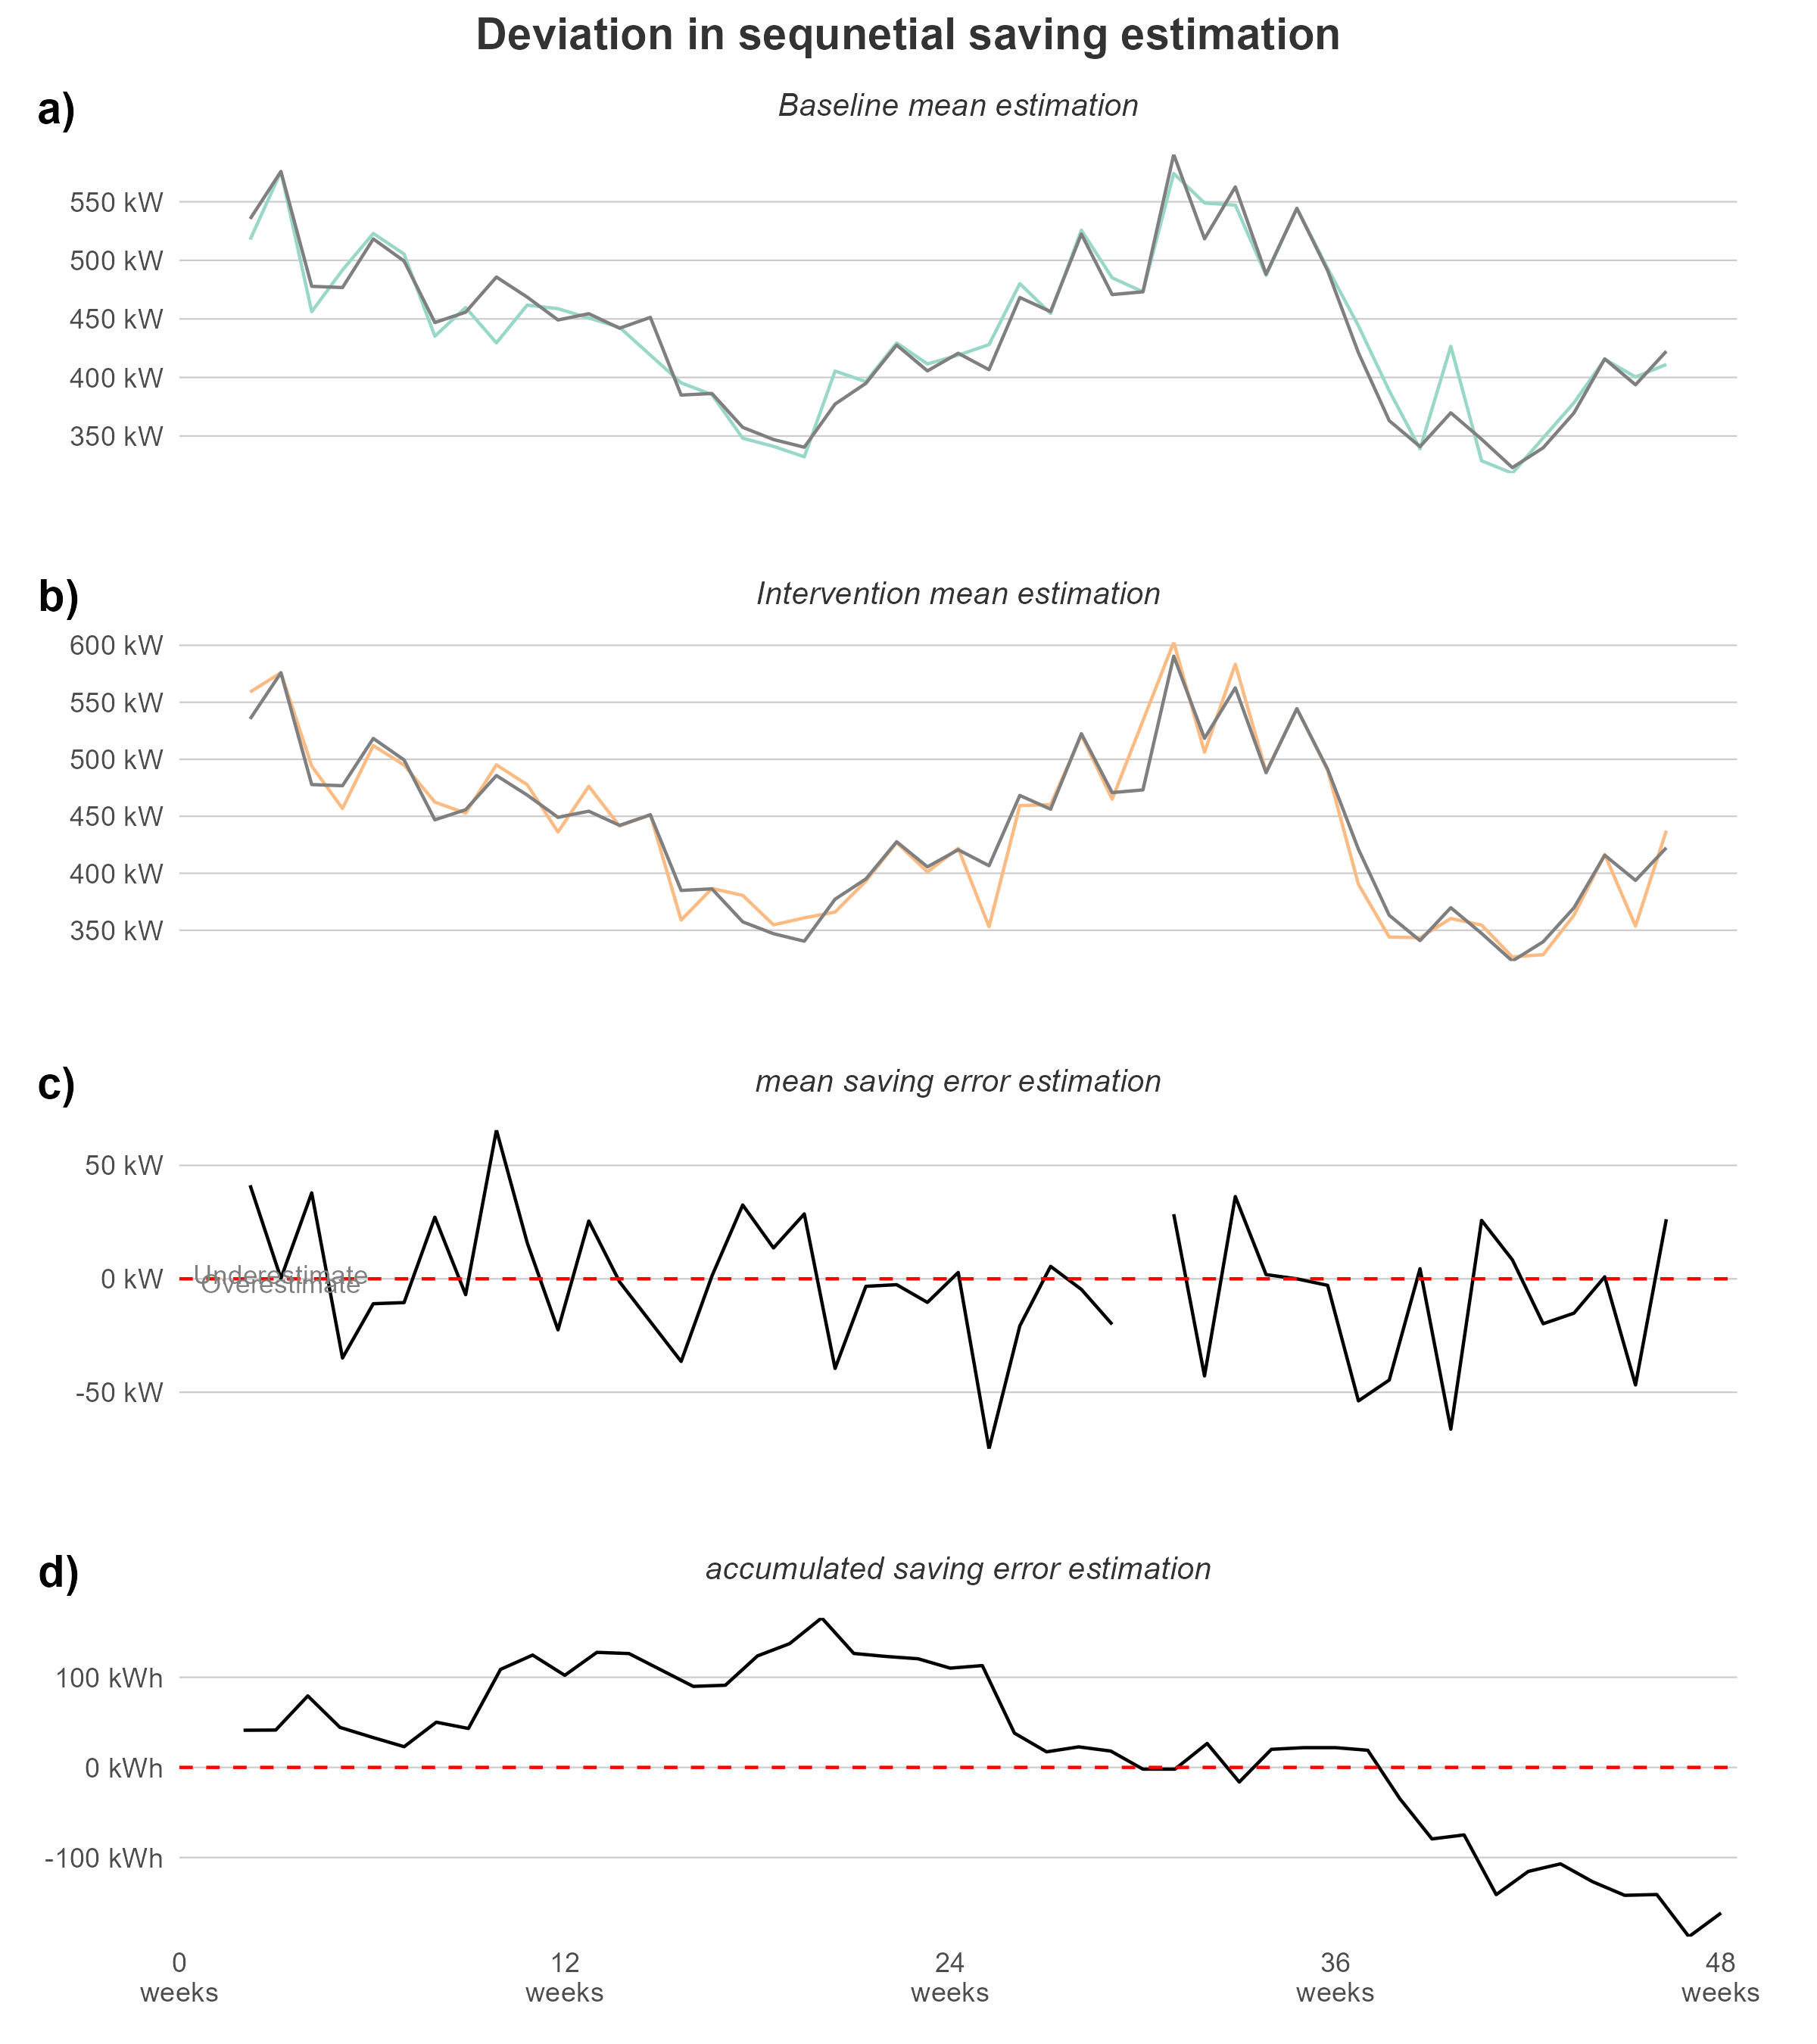 Deviation in sequnetial saving estimation
a)
Baseline mean estimation
550 kW
500 kW
450 kW
400 kW
350 kW
b)
Intervention mean estimation
600 kW
550 kW
500 kW
450 kW
400 kW
350 kW
c)
mean saving error estimation
50 kW
0 kW
Underestimate
Overestimate
-50 kW
d)
accumulated saving error estimation
100 kWh
0 kWh
-100 kWh
0 12 24 36 48
weeks weeks weeks weeks weeks